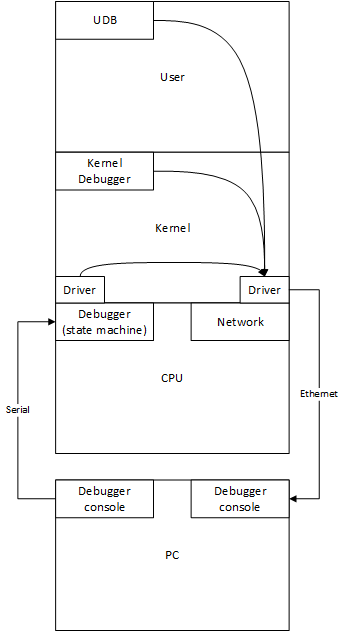 UDB
User
Kernel
Debugger
Kernel
Driver
Driver
Debugger
(state machine)
Network
CPU
Ethernet
Serial
Debugger
console
Debugger
console
PC